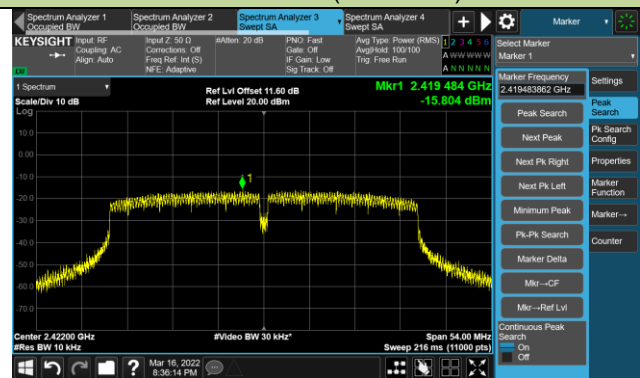 Spectrum Analyzer 1
Occupied BW
Spectrum Analyzer 2
Occupied BW
Spectrum Analyzer 3
Swept SA
Spectrum Analyzer 4
Swept SA
Marker
KEYSIGHT
Input: RF
Coupling: AC
Align: Auto
Input Z: 50 Ω
Corrections: Off
Freq Ref: Int (S)
NFE: Adaptive
#Atten: 20 dB
PNO: Fast
Gate: Off
IF Gain: Low
Sig Track: Off
Avg Type: Power (RMS)
Avg|Hold: 100/100
Trig: Free Run
1 2 3 4 5 6
A W W W W W
A N N N N N
LW
Select Marker
Marker 1
1 Spectrum
Scale/Div 10 dB
Log
Ref Lvl Offset 11.60 dB
Ref Level 20.00 dBm
Mkr1 2.419 484 GHz
-15.804 dBm
10.0
0.00
-10.0
-20.0
-30.0
-40.0
-50.0
-60.0
-70.0
1
Center 2.42200 GHz
#Res BW 10 kHz
#Video BW 30 kHz*
Span 54.00 MHz
Sweep 216 ms (11000 pts)
Marker Frequency
2.419483862 GHz
Peak Search
Next Peak
Next Pk Right
Next Pk Left
Minimum Peak
Pk-Pk Search
Marker Delta
Mkr→CF
Mkr→Ref Lvl
Continuous Peak
Search
On
Off
Settings
Peak
Search
Pk Search
Config
Properties
Marker
Function
Marker→
Counter
?
Mar 16, 2022
8:36:14 PM